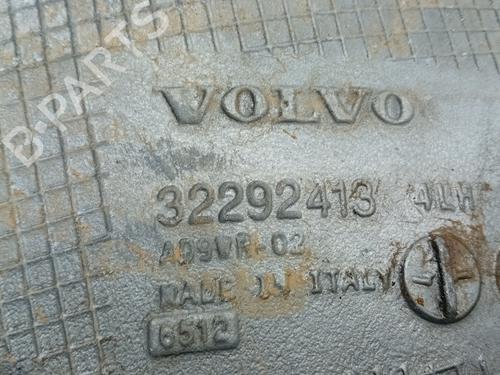 B-PARTS
VOLVO
32292413 4LH
A09VR-02
MADE IN ITALY
6512